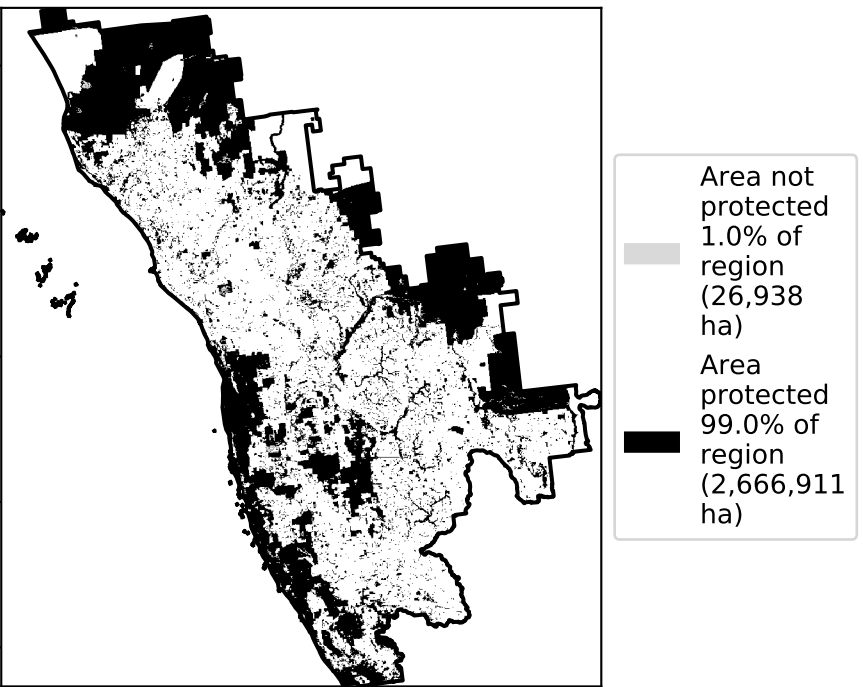 Area not
protected
1.0% of
region
(26,938
ha)
Area
protected
99.0% of
region
(2,666,911
ha)